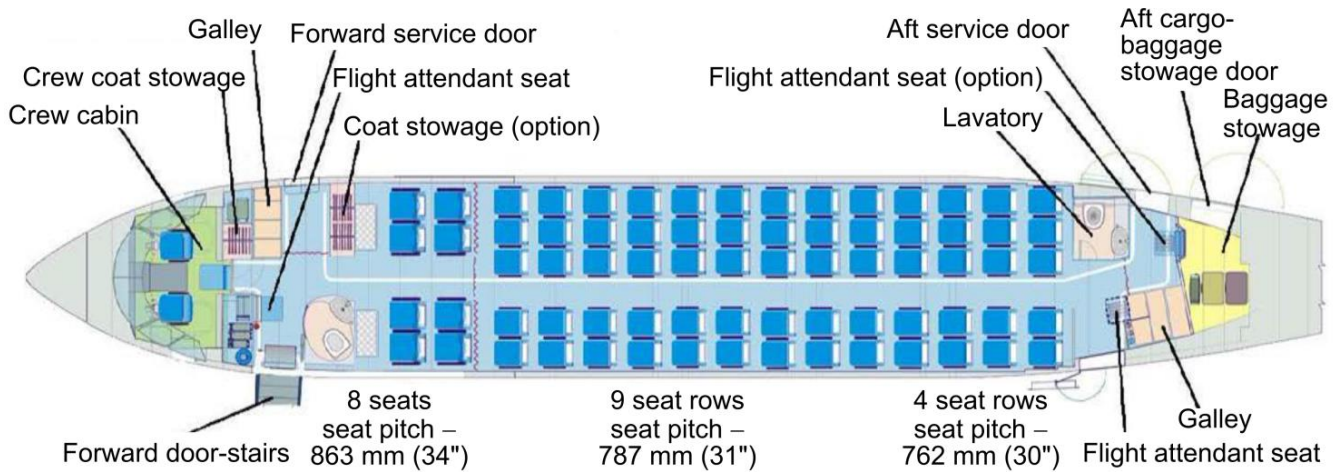 Galley
Forward service door
Crew coat stowage
Flight attendant seat
Crew cabin
Coat stowage (option)
Aft service door
Aft cargo-
baggage
stowage door
Flight attendant seat (option)
Baggage
stowage
Lavatory
Forward door-stairs
8 seats
seat pitch –
863 mm (34")
9 seat rows
seat pitch –
787 mm (31")
4 seat rows
seat pitch –
762 mm (30")
Galley
Flight attendant seat